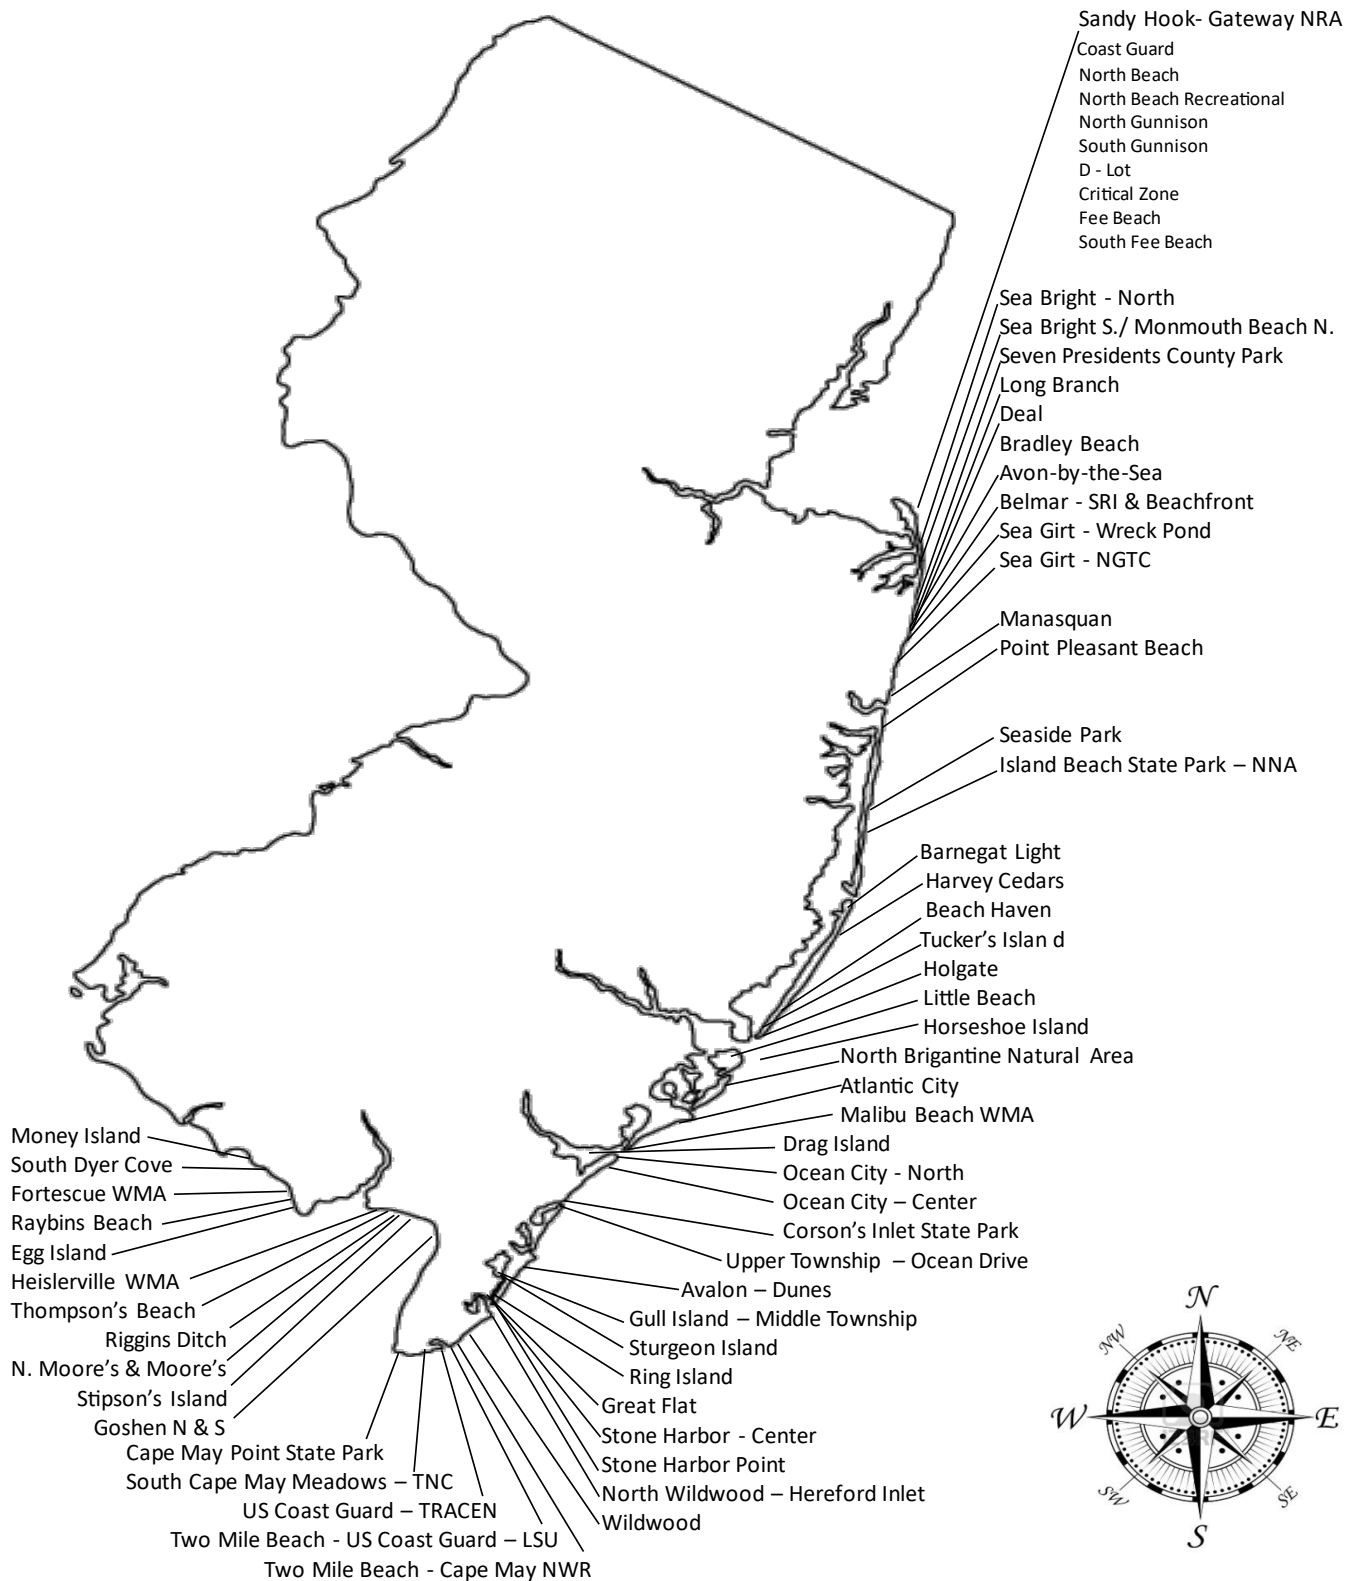 Sandy Hook- Gateway NRA
Coast Guard
North Beach
North Beach Recreational
North Gunnison
South Gunnison
D - Lot
Critical Zone
Fee Beach
South Fee Beach
Sea Bright - North
Sea Bright S./ Monmouth Beach N.
Seven Presidents County Park
Long Branch
Deal
Bradley Beach
Avon-by-the-Sea
Belmar - SRI & Beachfront
Sea Girt - Wreck Pond
Sea Girt - NGTC
Manasquan
Point Pleasant Beach
Seaside Park
Island Beach State Park – NNA
Barnegat Light
Harvey Cedars
Beach Haven
Tucker's Islan d
Holgate
Little Beach
Horseshoe Island
North Brigantine Natural Area
Atlantic City
Malibu Beach WMA
Drag Island
Ocean City - North
Ocean City – Center
Corson's Inlet State Park
Upper Township – Ocean Drive
Avalon – Dunes
Gull Island – Middle Township
Sturgeon Island
Ring Island
Great Flat
Stone Harbor - Center
Stone Harbor Point
North Wildwood – Hereford Inlet
Wildwood
Money Island
South Dyer Cove
Fortescue WMA
Raybins Beach
Egg Island
Heislerville WMA
Thompson's Beach
Riggins Ditch
N. Moore's & Moore's
Stipson's Island
Goshen N & S
Cape May Point State Park
South Cape May Meadows – TNC
US Coast Guard – TRACEN
Two Mile Beach - US Coast Guard – LSU
Two Mile Beach - Cape May NWR
N
NW
NE
W
E
SW
SE
S